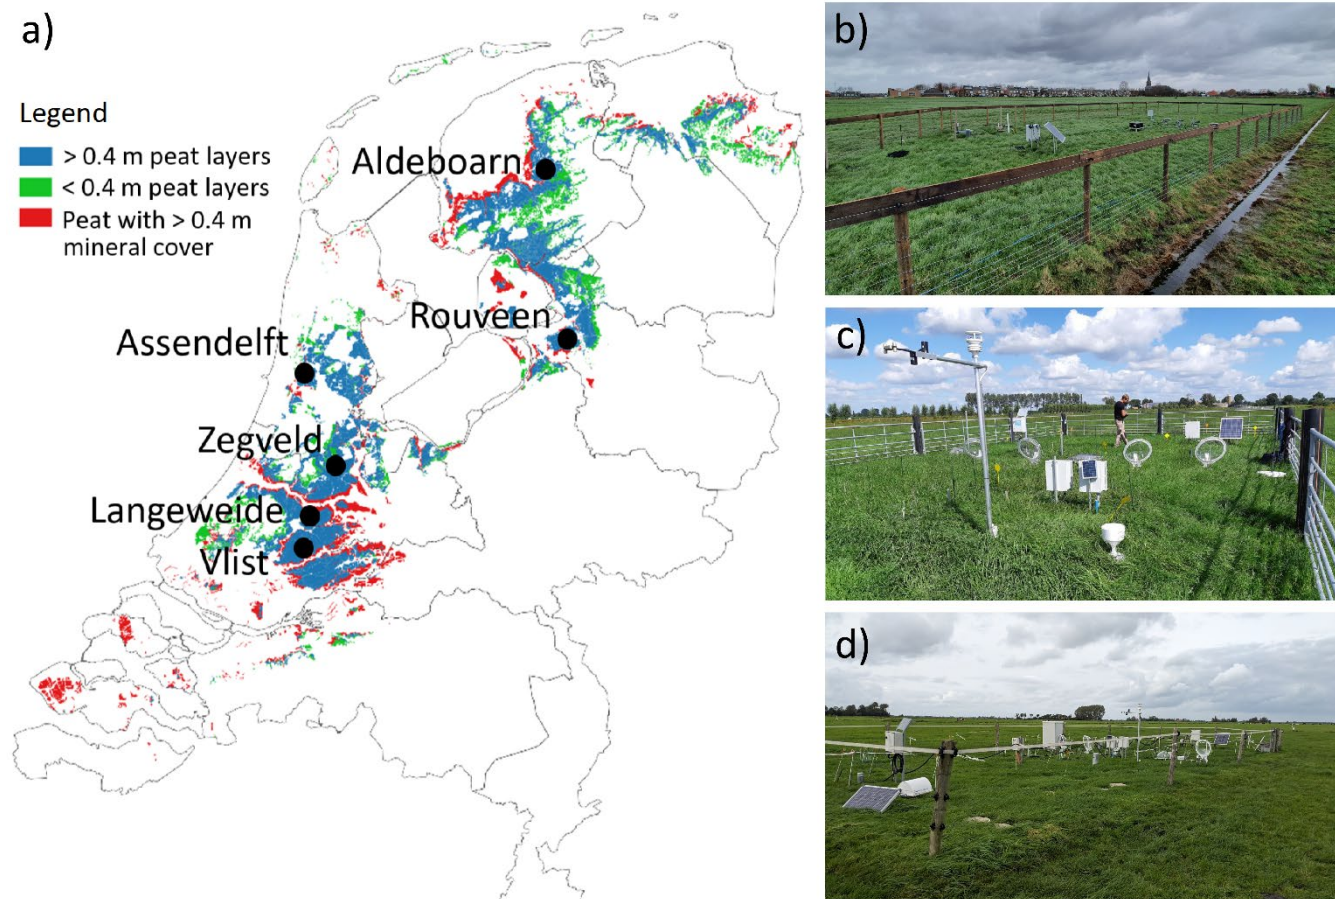 a)
Legend
> 0.4 m peat layers
< 0.4 m peat layers
Peat with > 0.4 m
mineral cover
Aldeboarn
Rouveen
Assendelft
Zegveld
Langeweide
Vlist
b)
c)
d)